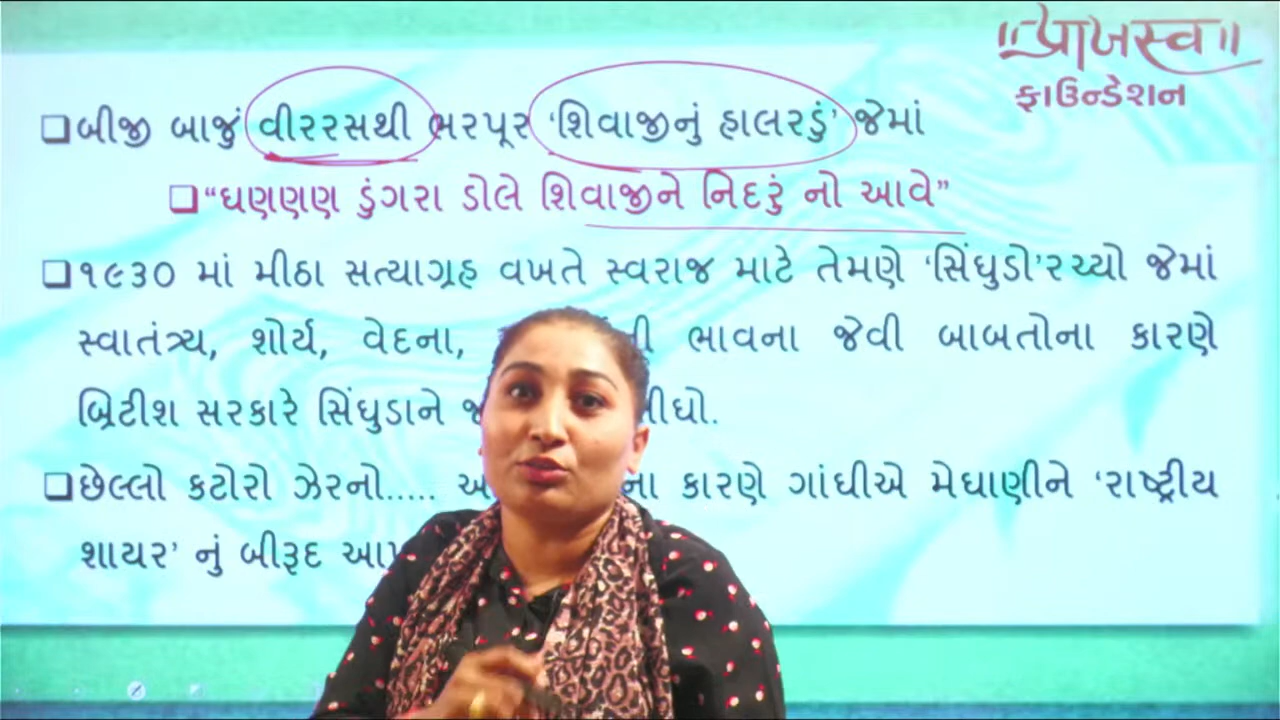 ॥પ્રાખસ્વ॥
ફાઉન્ડેશન
બીજી બાજું વીરરસથી ભરપૂર ‘શિવાજીનું હાલરડું’ જેમાં
“ઘણણણ ડુંગરા ડોલે શિવાજીને નિદરું નો આવે”
૧૯૩૦ માં મીઠા સત્યાગ્રહ વખતે સ્વરાજ માટે તેમણે ‘સિંધુડો’રચ્યો જેમાં
સ્વાતંત્ર્ય, શોર્ય, વેદના, ભાવના જેવી બાબતોના કારણે
બ્રિટીશ સરકારે સિંધુડાને
છેલ્લો કટોરો ઝેરનો..... કારણે ગાંધીએ મેઘાણીને ‘રાષ્ટ્રીય
શાયર’ નું બીરૂદ